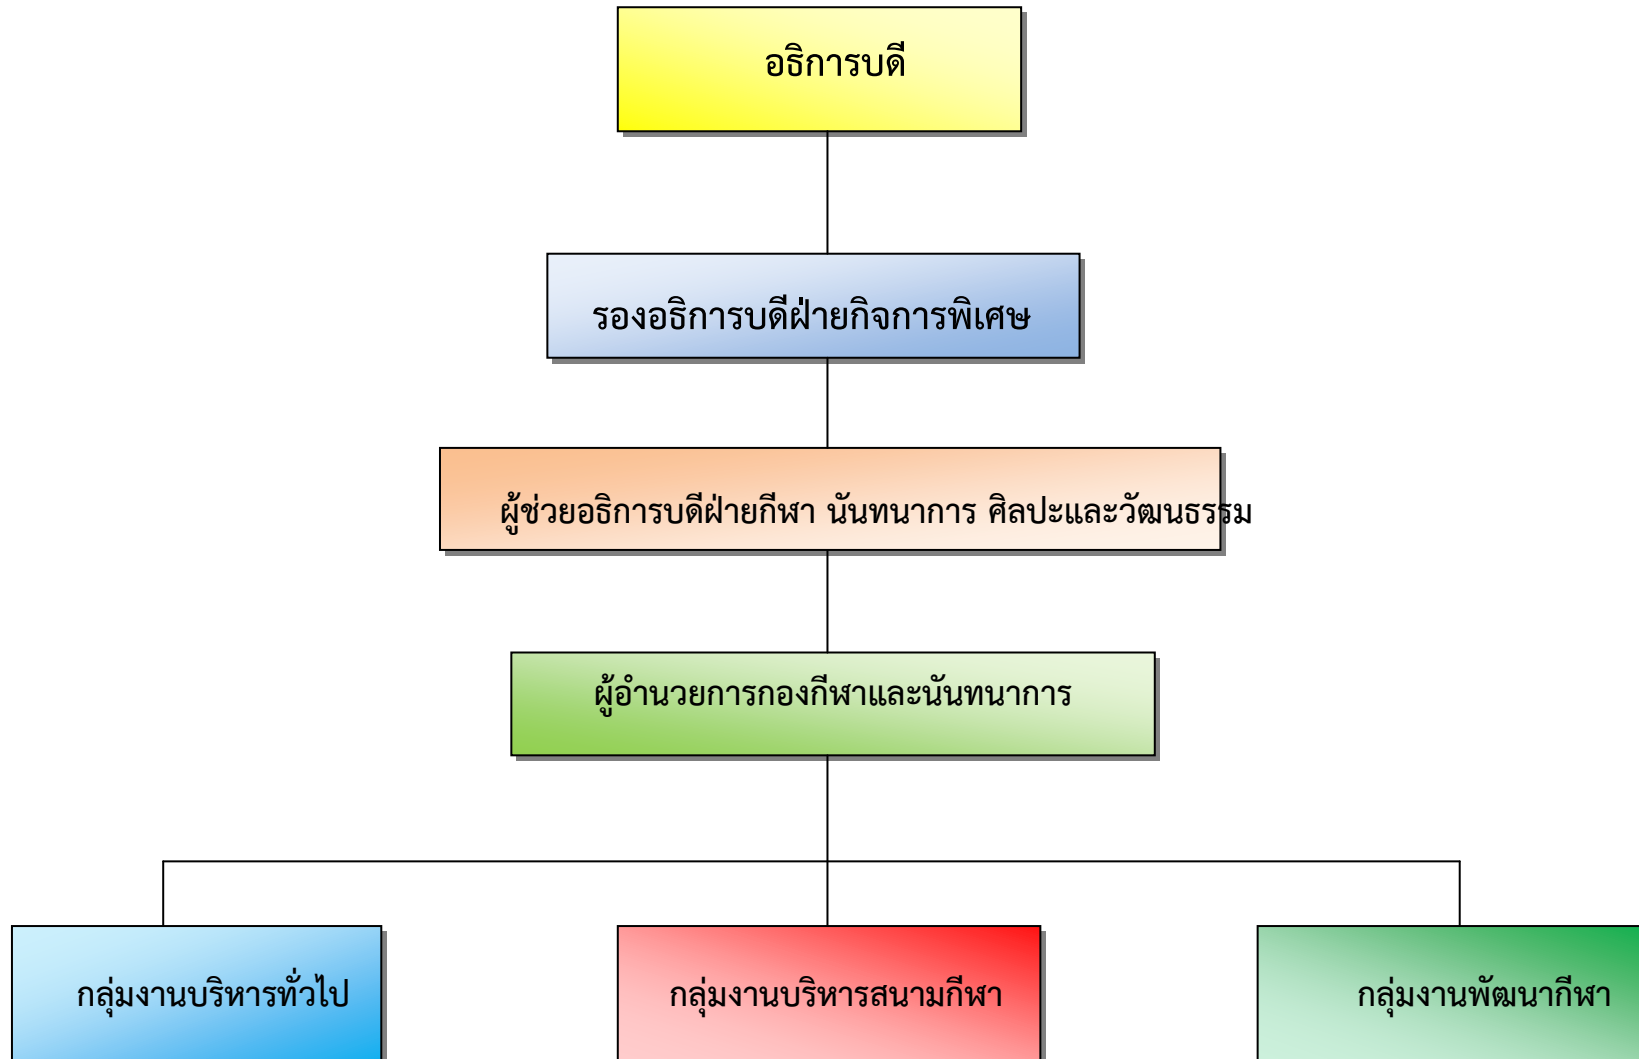 อธิการบดี
รองอธิการบดีฝ่ายกิจการพิเศษ
ผู้ช่วยอธิการบดีฝ่ายกีฬา นันทนาการ ศิลปะและวัฒนธรรม
ผู้อำนวยการกองกีฬาและนันทนาการ
กลุ่มงานบริหารทั่วไป
กลุ่มงานบริหารสนามกีฬา
กลุ่มงานพัฒนากีฬา